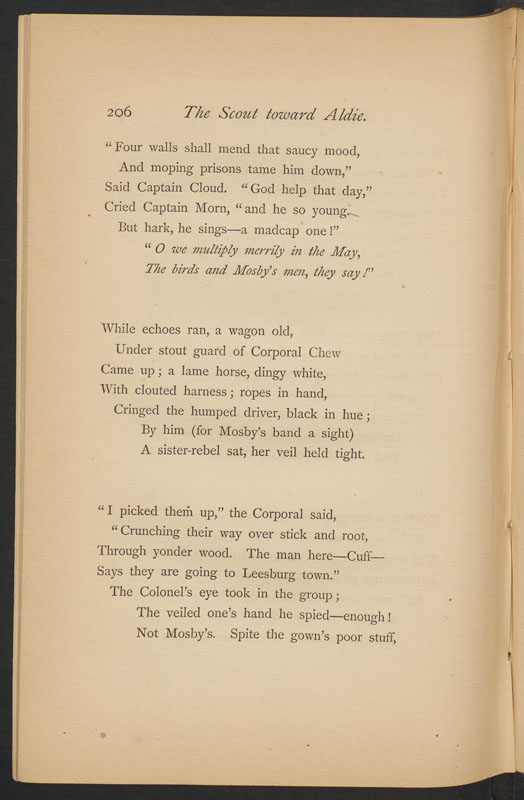 206 The Scout toward Aldie.
“Four walls shall mend that saucy mood,
And moping prisons tame him down,”
Said Captain Cloud. “God help that day,”
Cried Captain Morn, “and he so young.
But hark, he sings—a madcap one!”
“O we multiply merrily in the May,
The birds and Mosby's men, they say!”
While echoes ran, a wagon old,
Under stout guard of Corporal Chew
Came up; a lame horse, dingy white,
With clouted harness; ropes in hand,
Cringed the humped driver, black in hue;
By him (for Mosby's band a sight)
A sister-rebel sat, her veil held tight.
“I picked them up,” the Corporal said,
“Crunching their way over stick and root,
Through yonder wood. The man here—Cuff—
Says they are going to Leesburg town.”
The Colonel's eye took in the group;
The veiled one's hand he spied—enough!
Not Mosby's. Spite the gown's poor stuff,